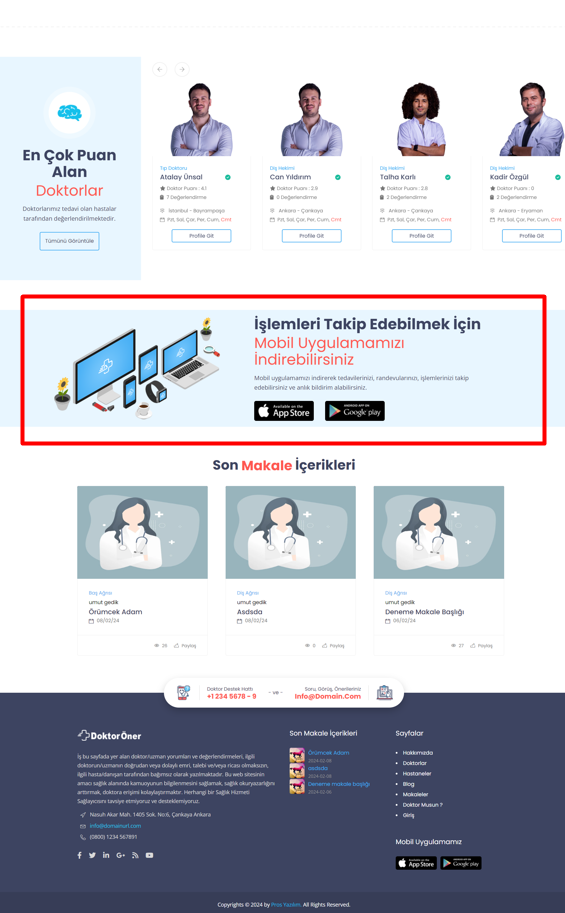 En Çok Puan
Alan
Doktorlar
Doktorlarımız tedavi olan hastalar
tarafından değerlendirilmektedir.
Tümünü Görüntüle
Tıp Doktoru
Atalay Ünsal
Doktor Puanı : 4.1
7 Değerlendirme
İstanbul - Bayrampaşa
Pzt, Sal, Çar, Per, Cum, Cmt
Profile Git
Diş Hekimi
Can Yıldırım
Doktor Puanı : 2.9
0 Değerlendirme
Ankara - Çankaya
Pzt, Sal, Çar, Per, Cum, Cmt
Profile Git
Diş Hekimi
Talha Karlı
Doktor Puanı : 2.8
2 Değerlendirme
Ankara - Çankaya
Pzt, Sal, Çar, Per, Cum, Cmt
Profile Git
Diş Hekimi
Kadir Özgül
Doktor Puanı : 0
2 Değerlendirme
Ankara - Eryaman
Pzt, Sal, Çar, Per, Cum,
Profile Git
İşlemleri Takip Edebilmek İçin
Mobil Uygulamamızı
İndirebilirsiniz
Mobil uygulamamızı indirerek tedavilerinizi, randevularınızı, işlemlerinizi takip
edebilirsiniz ve anlık bildirim alabilirsiniz.
Available on the
App Store
ANDROID APP ON
Google play
Son Makale İçerikleri
Baş Ağrısı
umut gedik
Örümcek Adam
08/02/24
28
Paylaş
Diş Ağrısı
umut gedik
Asdsda
08/02/24
0
Paylaş
Diş Ağrısı
umut gedik
Deneme Makale Başlığı
06/02/24
27
Paylaş
Doktor Destek Hattı
+1 234 5678 - 9
- ve -
Soru, Görüş, Önerileriniz
Info@Domain.Com
DoktorÖner
İş bu sayfada yer alan doktor/uzman yorumları ve değerlendirmeleri, ilgili
doktorun/uzmanın doğrudan veya dolaylı emri, talebi ve/veya ricası olmaksızın,
ilgili hasta/danışan tarafından bağımsız olarak yazılmaktadır. Bu web sitesinin
amacı sağlık alanında kamuoyunun bilgilenmesini sağlamak, sağlık okuryazarlığını
arttırmak, doktora erişimi kolaylaştırmaktır. Herhangi bir Sağlık Hizmeti
Sağlayıcısını tavsiye etmiyoruz ve desteklemiyoruz.
Nasuh Akar Mah. 1405 Sok. No:6, Çankaya Ankara
info@domainurl.com
(0800) 1234 567891
Son Makale İçerikleri
Örümcek Adam
2024-02-08
asdsda
2024-02-08
Deneme makale başlığı
2024-02-06
Sayfalar
Hakkımızda
Doktorlar
Hastaneler
Blog
Makaleler
Doktor Musun ?
Giriş
Mobil Uygulamamız
Available on the
App Store
ANDROID APP ON
Google play
Copyrights © 2024 by Pros Yazılım. All Rights Reserved.